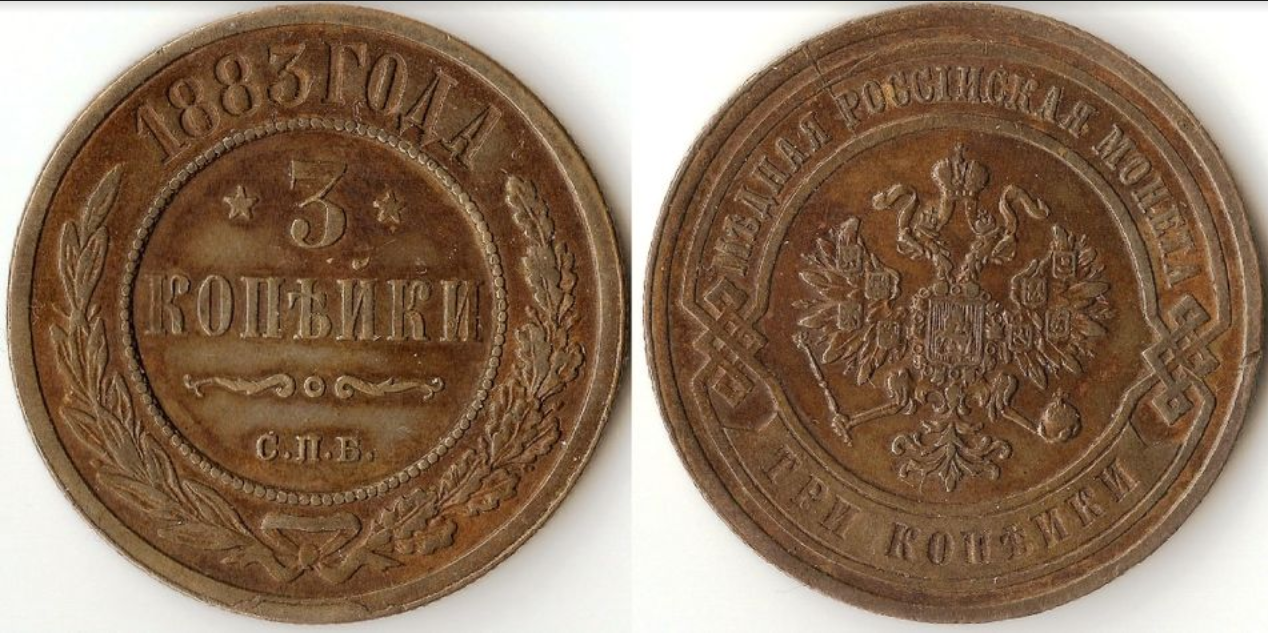 1883 ГОДА
3
КОПѢЙКИ
С.П.Б.
МѢДНАЯ РОССІЙСКАЯ МОНЕТА
ТРИ КОПѢЙКИ